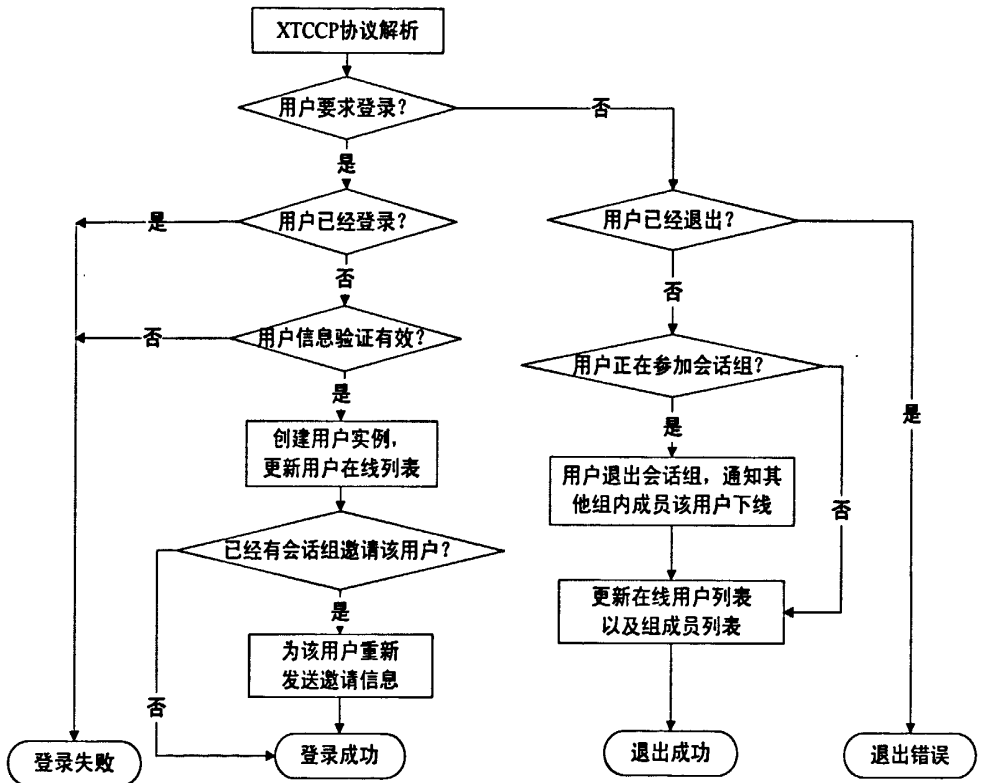 XTCCP协议解析
用户要求登录?
否
是
用户已经登录?
是
用户已经退出?
否
否
用户信息验证有效?
否
用户正在参加会话组?
是
是
是
创建用户实例,
更新用户在线列表
用户退出会话组, 通知其
他组内成员该用户下线
否
已经有会话组邀请该用户?
更新在线用户列表
以及组成员列表
是
为该用户重新
发送邀请信息
否
登录失败
登录成功
退出成功
退出错误